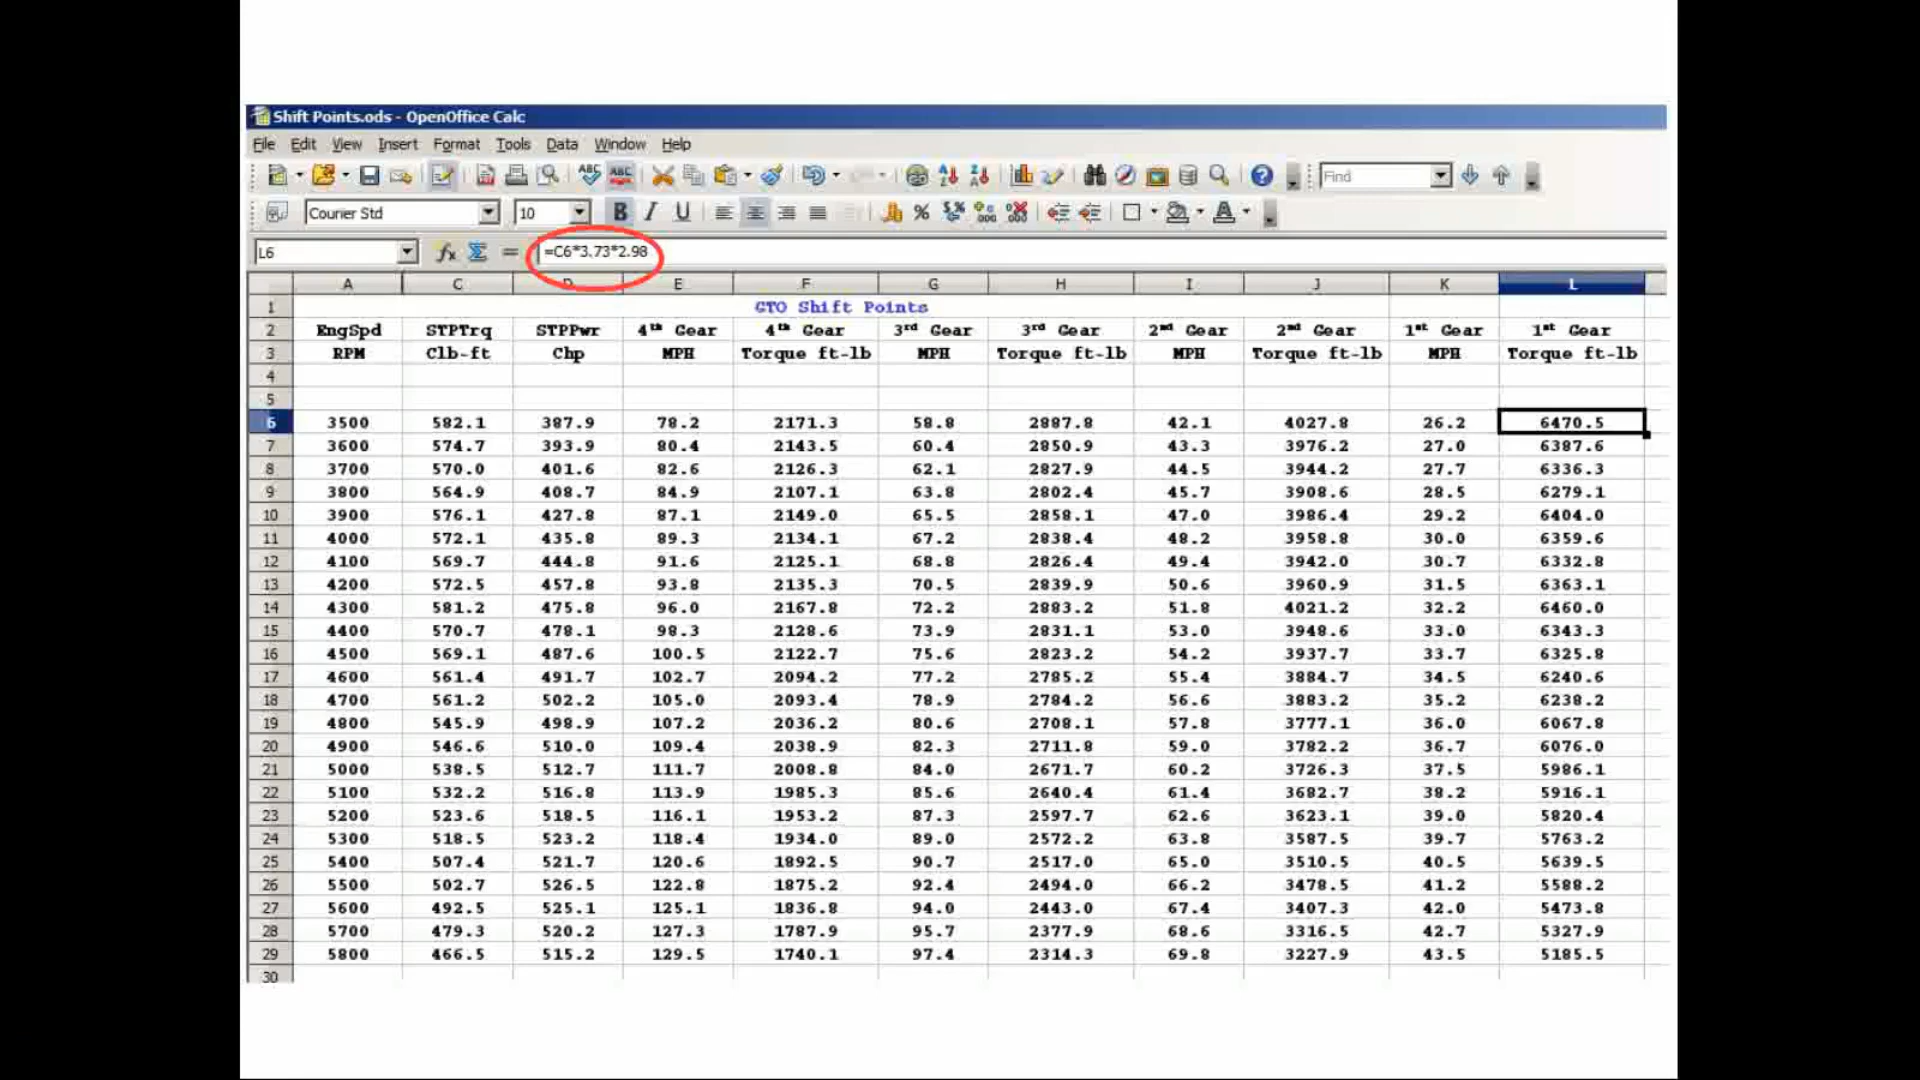 Shift Points.ods - OpenOffice Calc
File Edit View Insert Format Tools Data Window Help
ABC ABC Find
Courier Std 10 B I U %
L6 fx Σ = =C6*3.73*2.98
A C D E F G H I J K L
1 GTO Shift Points
2 EngSpd STPTrq STPPwr 4th Gear 4th Gear 3rd Gear 3rd Gear 2nd Gear 2nd Gear 1st Gear 1st Gear
3 RPM Clb-ft Chp MPH Torque ft-lb MPH Torque ft-lb MPH Torque ft-lb MPH Torque ft-lb
4
5
6 3500 582.1 387.9 78.2 2171.3 58.8 2887.8 42.1 4027.8 26.2 6470.5
7 3600 574.7 393.9 80.4 2143.5 60.4 2850.9 43.3 3976.2 27.0 6387.6
8 3700 570.0 401.6 82.6 2126.3 62.1 2827.9 44.5 3944.2 27.7 6336.3
9 3800 564.9 408.7 84.9 2107.1 63.8 2802.4 45.7 3908.6 28.5 6279.1
10 3900 576.1 427.8 87.1 2149.0 65.5 2858.1 47.0 3986.4 29.2 6404.0
11 4000 572.1 435.8 89.3 2134.1 67.2 2838.4 48.2 3958.8 30.0 6359.6
12 4100 569.7 444.8 91.6 2125.1 68.8 2826.4 49.4 3942.0 30.7 6332.8
13 4200 572.5 457.8 93.8 2135.3 70.5 2839.9 50.6 3960.9 31.5 6363.1
14 4300 581.2 475.8 96.0 2167.8 72.2 2883.2 51.8 4021.2 32.2 6460.0
15 4400 570.7 478.1 98.3 2128.6 73.9 2831.1 53.0 3948.6 33.0 6343.3
16 4500 569.1 487.6 100.5 2122.7 75.6 2823.2 54.2 3937.7 33.7 6325.8
17 4600 561.4 491.7 102.7 2094.2 77.2 2785.2 55.4 3884.7 34.5 6240.6
18 4700 561.2 502.2 105.0 2093.4 78.9 2784.2 56.6 3883.2 35.2 6238.2
19 4800 545.9 498.9 107.2 2036.2 80.6 2708.1 57.8 3777.1 36.0 6067.8
20 4900 546.6 510.0 109.4 2038.9 82.3 2711.8 59.0 3782.2 36.7 6076.0
21 5000 538.5 512.7 111.7 2008.8 84.0 2671.7 60.2 3726.3 37.5 5986.1
22 5100 532.2 516.8 113.9 1985.3 85.6 2640.4 61.4 3682.7 38.2 5916.1
23 5200 523.6 518.5 116.1 1953.2 87.3 2597.7 62.6 3623.1 39.0 5820.4
24 5300 518.5 523.2 118.4 1934.0 89.0 2572.2 63.8 3587.5 39.7 5763.2
25 5400 507.4 521.7 120.6 1892.5 90.7 2517.0 65.0 3510.5 40.5 5639.5
26 5500 502.7 526.5 122.8 1875.2 92.4 2494.0 66.2 3478.5 41.2 5588.2
27 5600 492.5 525.1 125.1 1836.8 94.0 2443.0 67.4 3407.3 42.0 5473.8
28 5700 479.3 520.2 127.3 1787.9 95.7 2377.9 68.6 3316.5 42.7 5327.9
29 5800 466.5 515.2 129.5 1740.1 97.4 2314.3 69.8 3227.9 43.5 5185.5
30